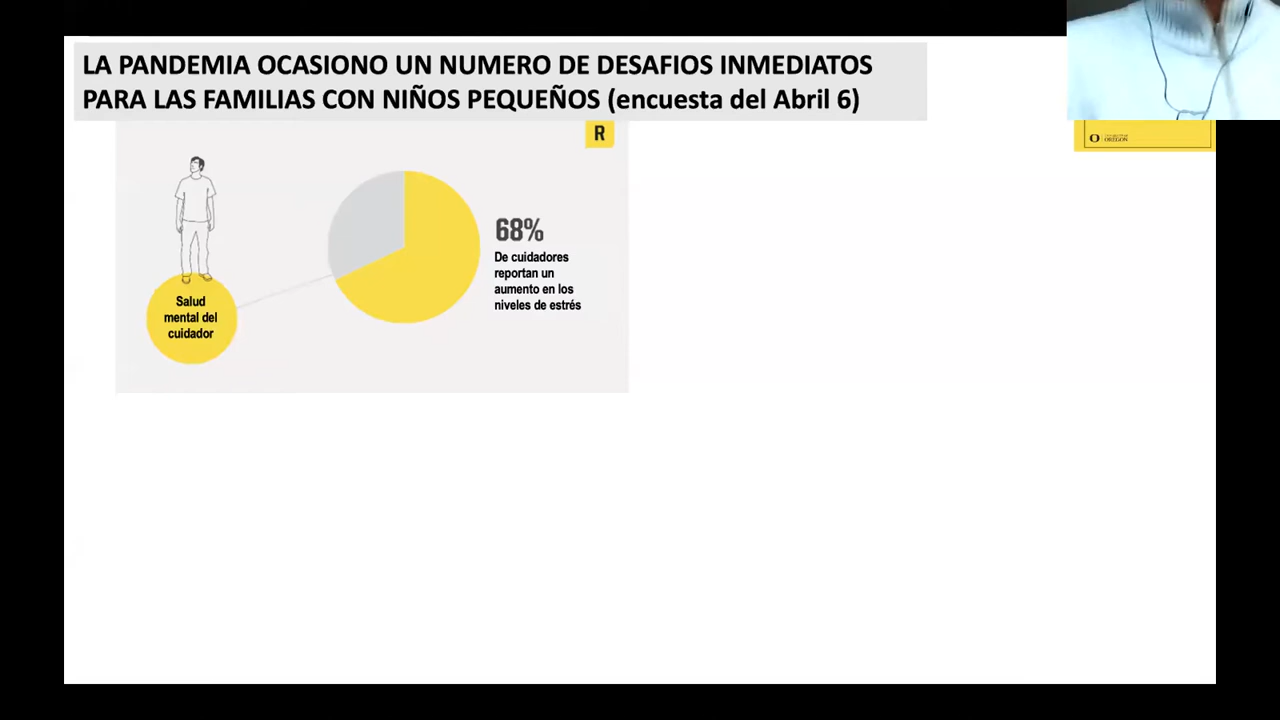 LA PANDEMIA OCASIONO UN NUMERO DE DESAFIOS INMEDIATOS
PARA LAS FAMILIAS CON NIÑOS PEQUEÑOS (encuesta del Abril 6)
R
O
OREGON
68%
De cuidadores
reportan un
aumento en los
niveles de estrés
Salud
mental del
cuidador